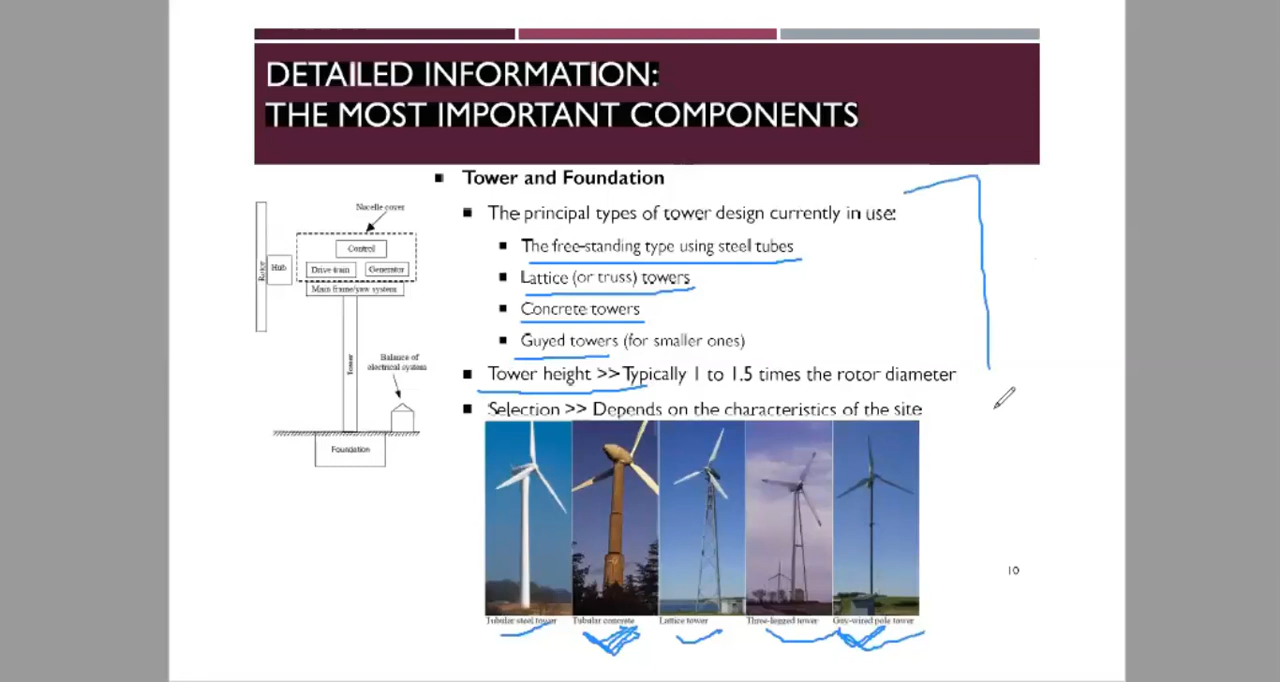 DETAILED INFORMATION:
THE MOST IMPORTANT COMPONENTS
Tower and Foundation
The principal types of tower design currently in use:
The free-standing type using steel tubes
Lattice (or truss) towers
Concrete towers
Guyed towers (for smaller ones)
Tower height >> Typically 1 to 1.5 times the rotor diameter
Selection >> Depends on the characteristics of the site
Nacelle cover
Control
Rotor
Hub
Drive train
Generator
Main frame/yaw system
Tower
Balance of
electrical system
Foundation
Tubular steel tower
Tubular concrete
Lattice tower
Three-legged tower
Guy-wired pole tower
10